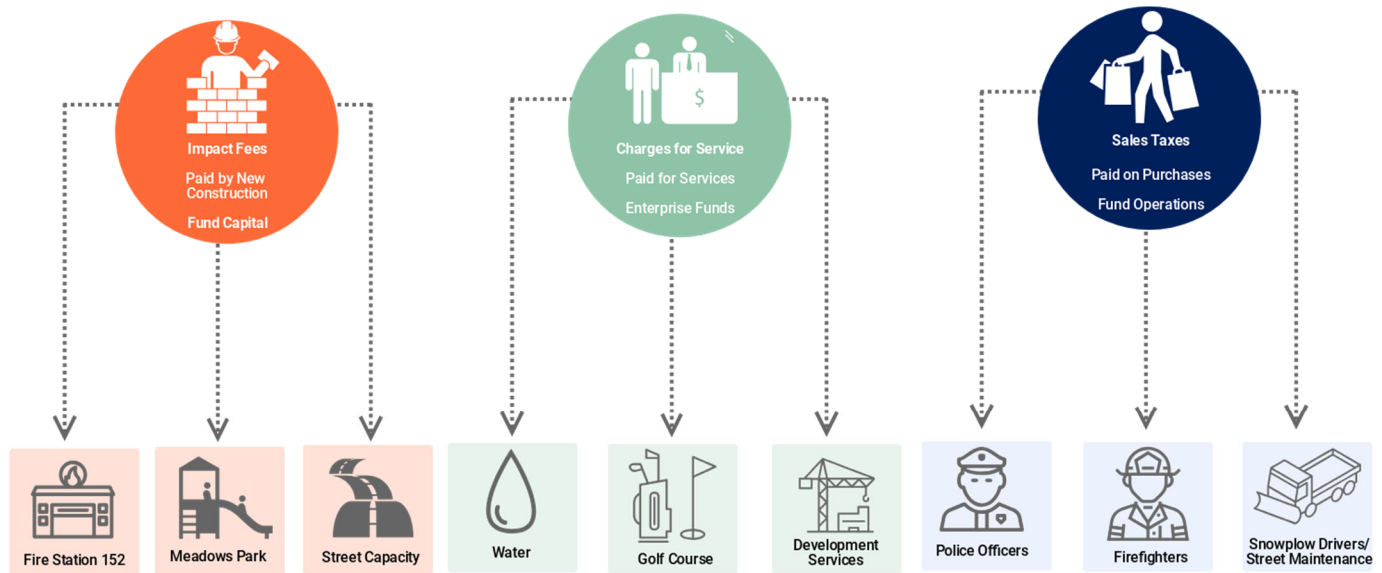 Impact Fees
Paid by New
Construction
Fund Capital
$
Charges for Service
Paid for Services
Enterprise Funds
Sales Taxes
Paid on Purchases
Fund Operations
Fire Station 152
Meadows Park
Street Capacity
Water
Golf Course
Development
Services
Police Officers
Firefighters
Snowplow Drivers/
Street Maintenance